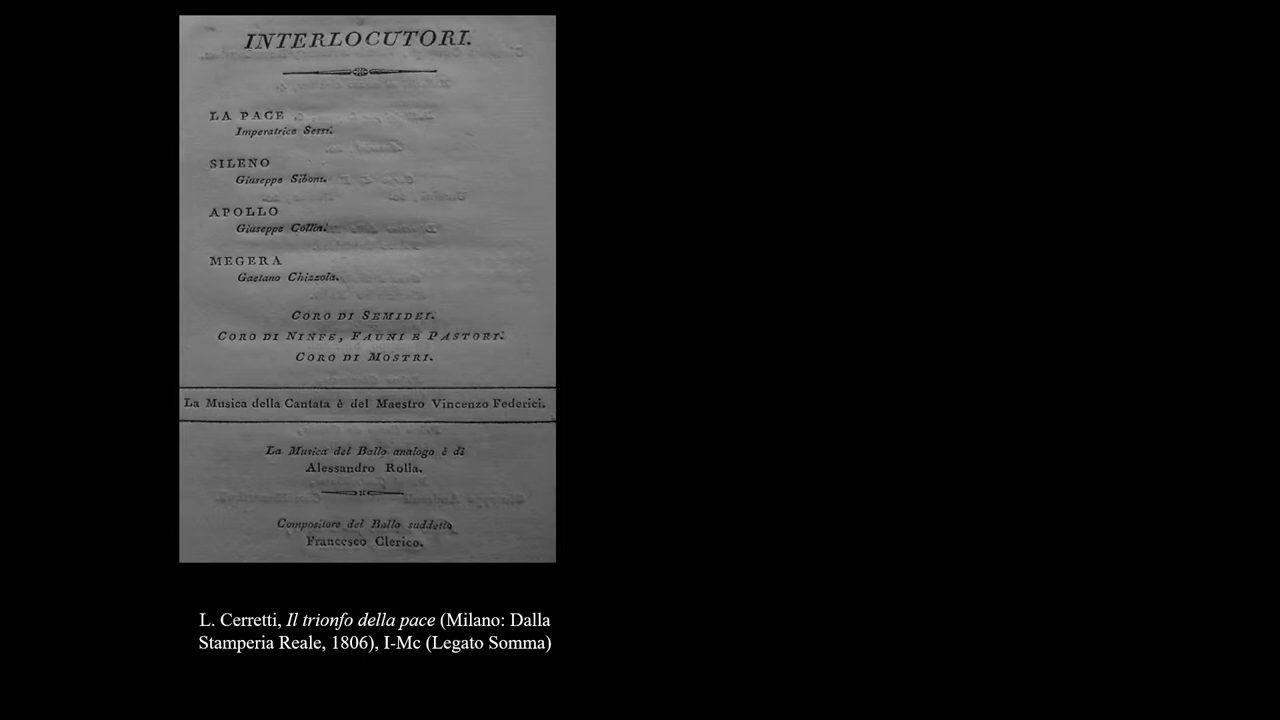 INTERLOCUTORI.
LA PACE
Imperatrice Sessi.
SILENO
Giuseppe Siboni.
APOLLO
Giuseppe Collin.
MEGERA
Gaetano Chizzola.
CORO DI SEMIDEI.
CORO DI NINFE, FAUNI E PASTORI.
CORO DI MOSTRI.
La Musica della Cantata è del Maestro Vincenzo Federici.
La Musica del Ballo analogo è di
Alessandro Rolla.
Compositore del Ballo suddetto
Francesco Clerico.
L. Cerretti, Il trionfo della pace (Milano: Dalla
Stamperia Reale, 1806), I-Mc (Legato Somma)